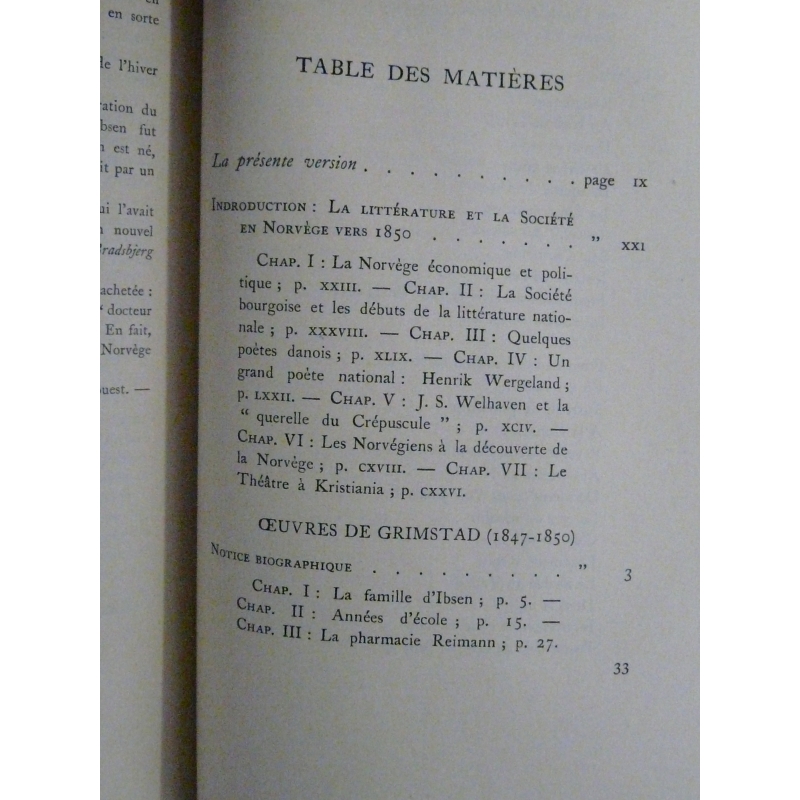 en
en sorte
de l'hiver
ration du
bsen fut
n est né,
it par un
ui l'avait
n nouvel
Bradsbjerg
achetée :
“ docteur
En fait,
Norvège
uest. —
TABLE DES MATIÈRES
La présente version . . . . . . . . . . page IX
INDRODUCTION : LA LITTÉRATURE ET LA SOCIÉTÉ
EN NORVÈGE VERS 1850 . . . . . . . ” XXI
CHAP. I : La Norvège économique et poli-
tique ; p. XXIII. — CHAP. II : La Société
bourgoise et les débuts de la littérature natio-
nale ; p. XXXVIII. — CHAP. III : Quelques
poètes danois ; p. XLIX. — CHAP. IV : Un
grand poète national : Henrik Wergeland ;
p. LXXII. — CHAP. V : J. S. Welhaven et la
“ querelle du Crépuscule ” ; p. XCIV. —
CHAP. VI : Les Norvégiens à la découverte de
la Norvège ; p. CXVIII. — CHAP. VII : Le
Théâtre à Kristiania ; p. CXXVI.
ŒUVRES DE GRIMSTAD (1847-1850)
NOTICE BIOGRAPHIQUE . . . . . . . . . ” 3
CHAP. I : La famille d'Ibsen ; p. 5. —
CHAP. II : Années d'école ; p. 15. —
CHAP. III : La pharmacie Reimann ; p. 27.
33